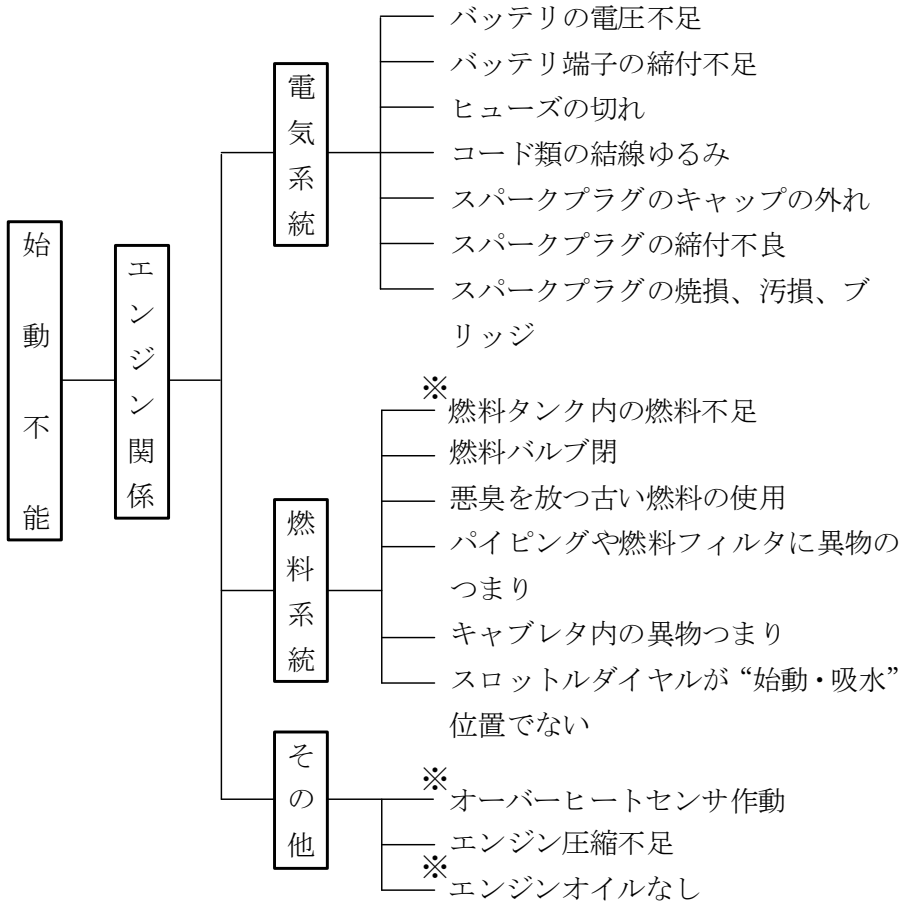 始動不能
エンジン関係
電気系統
バッテリの電圧不足
バッテリ端子の締付不足
ヒューズの切れ
コード類の結線ゆるみ
スパークプラグのキャップの外れ
スパークプラグの締付不良
スパークプラグの焼損、汚損、ブ
リッジ
燃料系統
※燃料タンク内の燃料不足
燃料バルブ閉
悪臭を放つ古い燃料の使用
パイピングや燃料フィルタに異物の
つまり
キャブレタ内の異物つまり
スロットルダイヤルが“始動・吸水”
位置でない
その他
※オーバーヒートセンサ作動
エンジン圧縮不足
※エンジンオイルなし